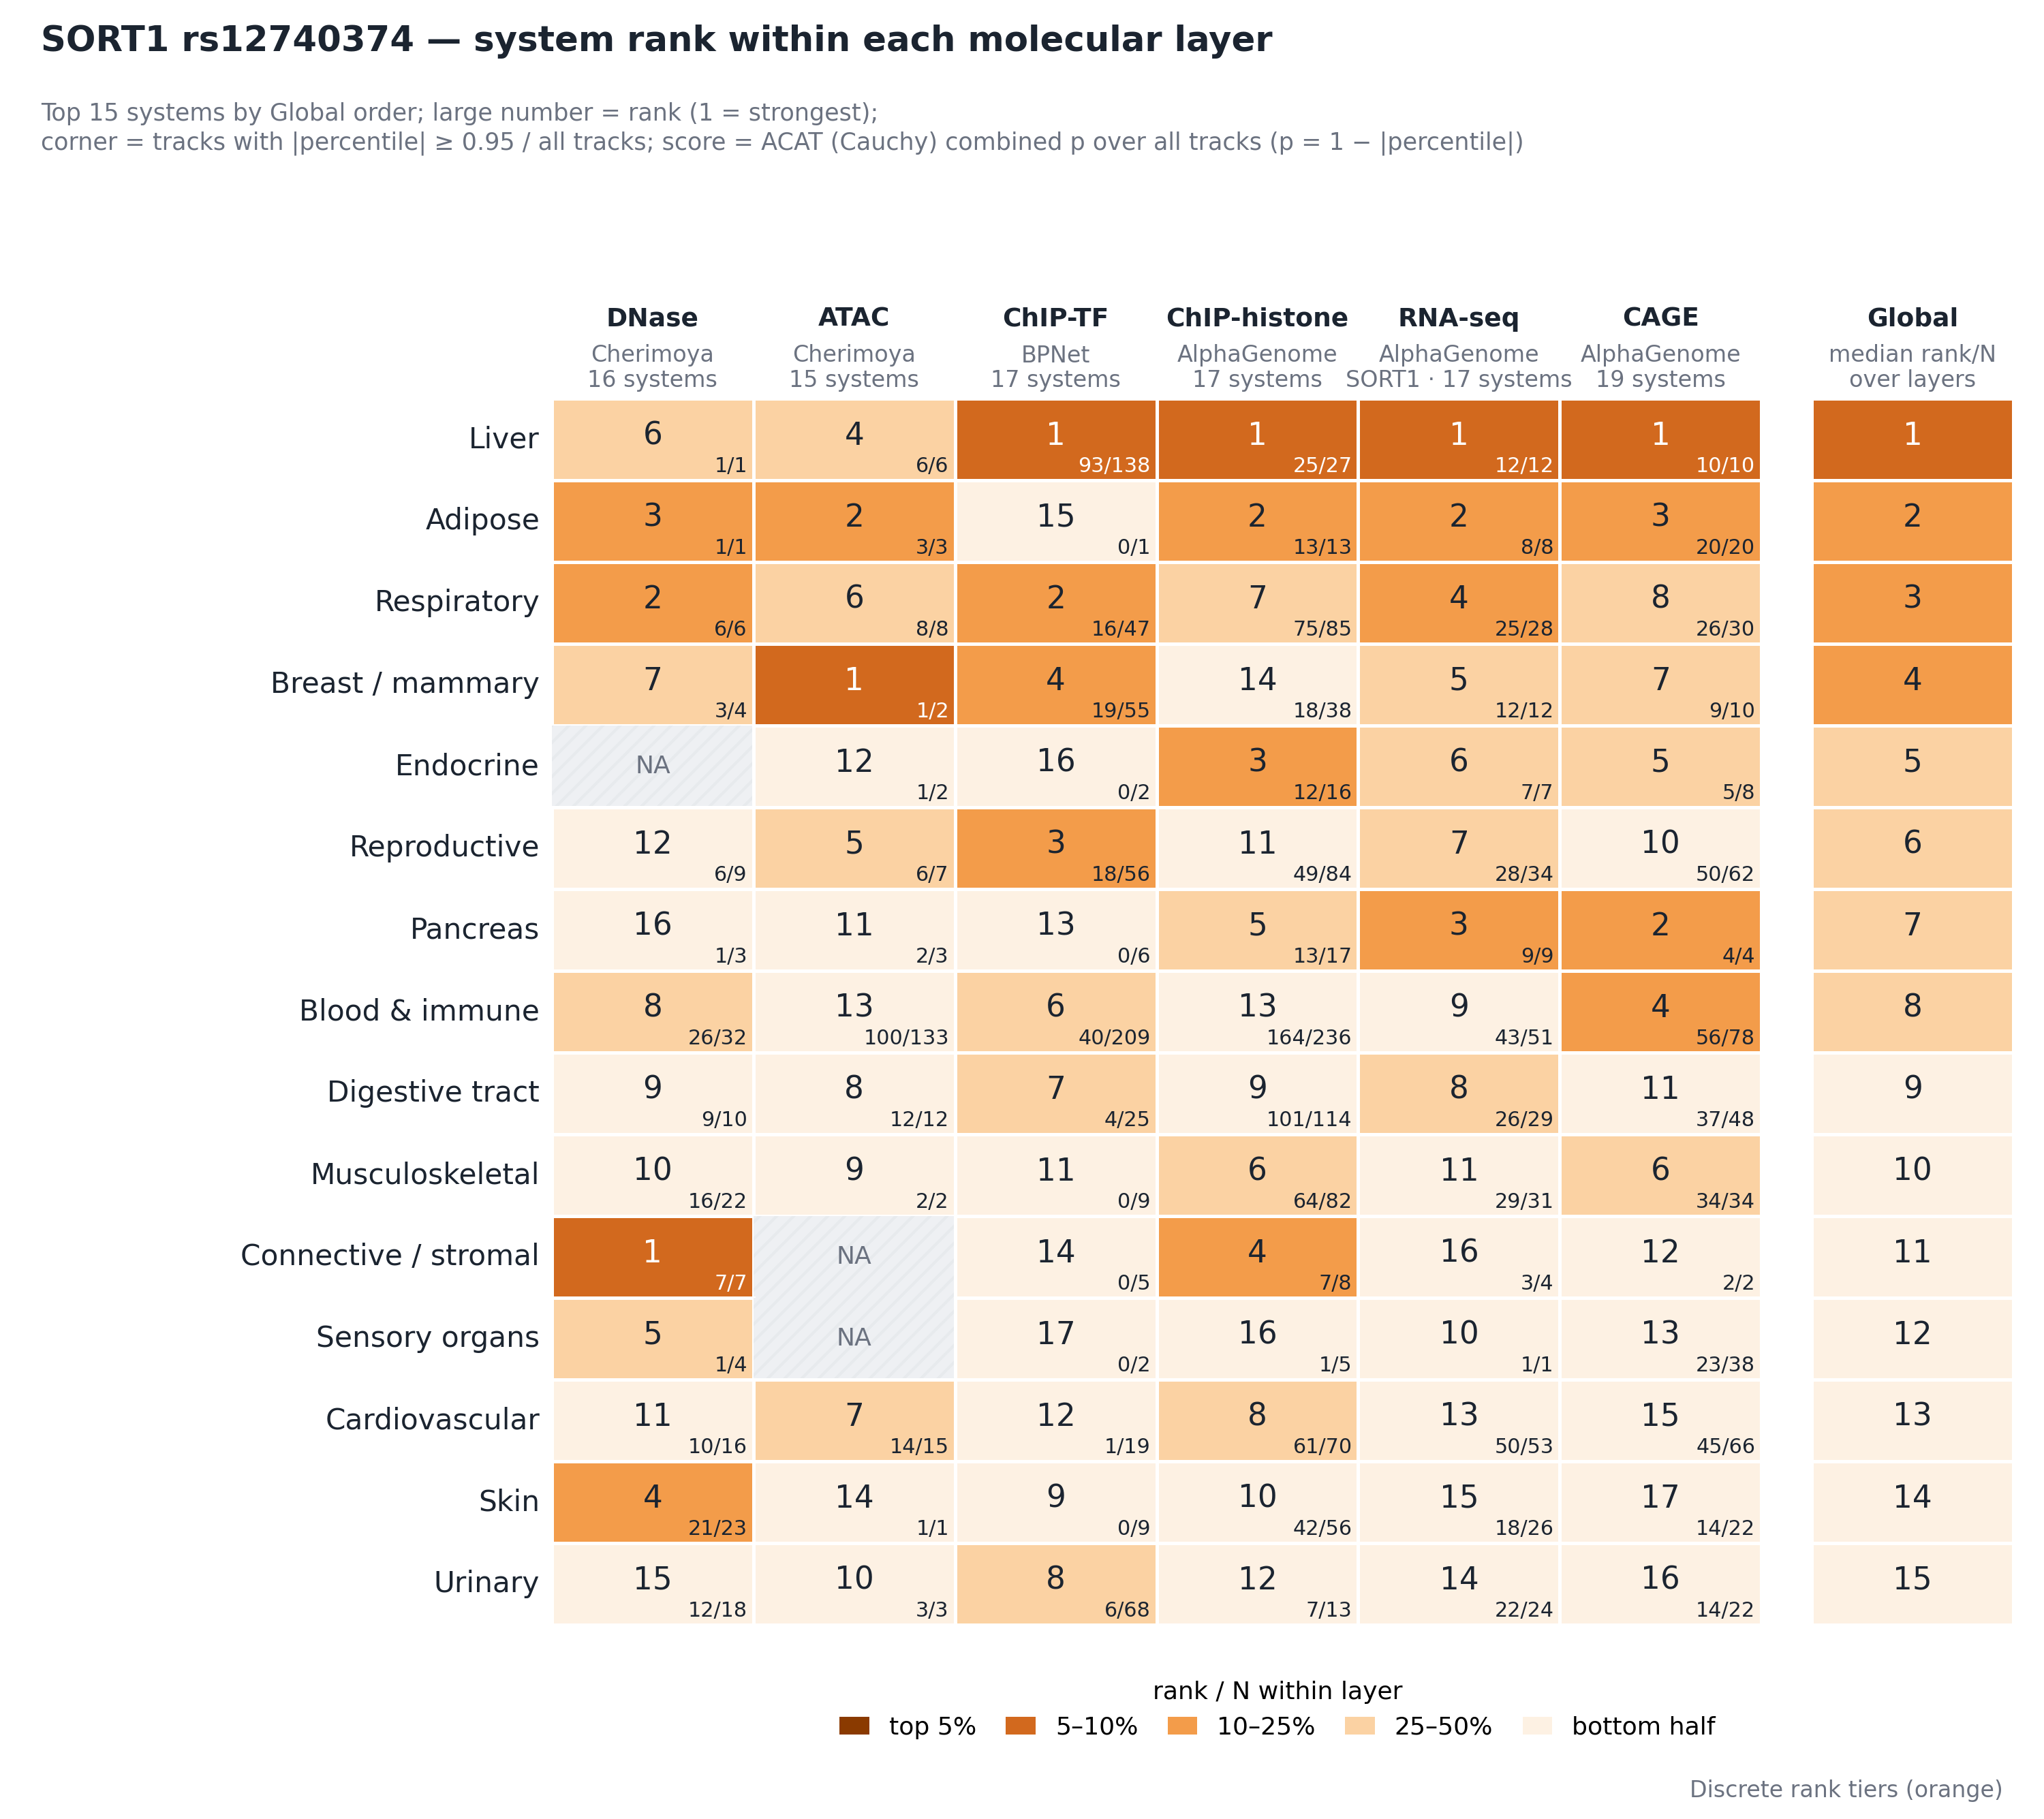 SORT1 rs12740374 — system rank within each molecular layer
Top 15 systems by Global order; large number = rank (1 = strongest);
corner = tracks with |percentile| ≥ 0.95 / all tracks; score = ACAT (Cauchy) combined p over all tracks (p = 1 − |percentile|)
DNase ATAC ChIP-TF ChIP-histone RNA-seq CAGE Global
Cherimoya Cherimoya BPNet AlphaGenome AlphaGenome AlphaGenome median rank/N
16 systems 15 systems 17 systems 17 systems SORT1 · 17 systems 19 systems over layers
Liver 6 4 1 1 1 1 1
1/1 6/6 93/138 25/27 12/12 10/10
Adipose 3 2 15 2 2 3 2
1/1 3/3 0/1 13/13 8/8 20/20
Respiratory 2 6 2 7 4 8 3
6/6 8/8 16/47 75/85 25/28 26/30
Breast / mammary 7 1 4 14 5 7 4
3/4 1/2 19/55 18/38 12/12 9/10
Endocrine NA 12 16 3 6 5 5
1/2 0/2 12/16 7/7 5/8
Reproductive 12 5 3 11 7 10 6
6/9 6/7 18/56 49/84 28/34 50/62
Pancreas 16 11 13 5 3 2 7
1/3 2/3 0/6 13/17 9/9 4/4
Blood & immune 8 13 6 13 9 4 8
26/32 100/133 40/209 164/236 43/51 56/78
Digestive tract 9 8 7 9 8 11 9
9/10 12/12 4/25 101/114 26/29 37/48
Musculoskeletal 10 9 11 6 11 6 10
16/22 2/2 0/9 64/82 29/31 34/34
Connective / stromal 1 NA 14 4 16 12 11
7/7 0/5 7/8 3/4 2/2
Sensory organs 5 NA 17 16 10 13 12
1/4 0/2 1/5 1/1 23/38
Cardiovascular 11 7 12 8 13 15 13
10/16 14/15 1/19 61/70 50/53 45/66
Skin 4 14 9 10 15 17 14
21/23 1/1 0/9 42/56 18/26 14/22
Urinary 15 10 8 12 14 16 15
12/18 3/3 6/68 7/13 22/24 14/22
rank / N within layer
top 5% 5–10% 10–25% 25–50% bottom half
Discrete rank tiers (orange)